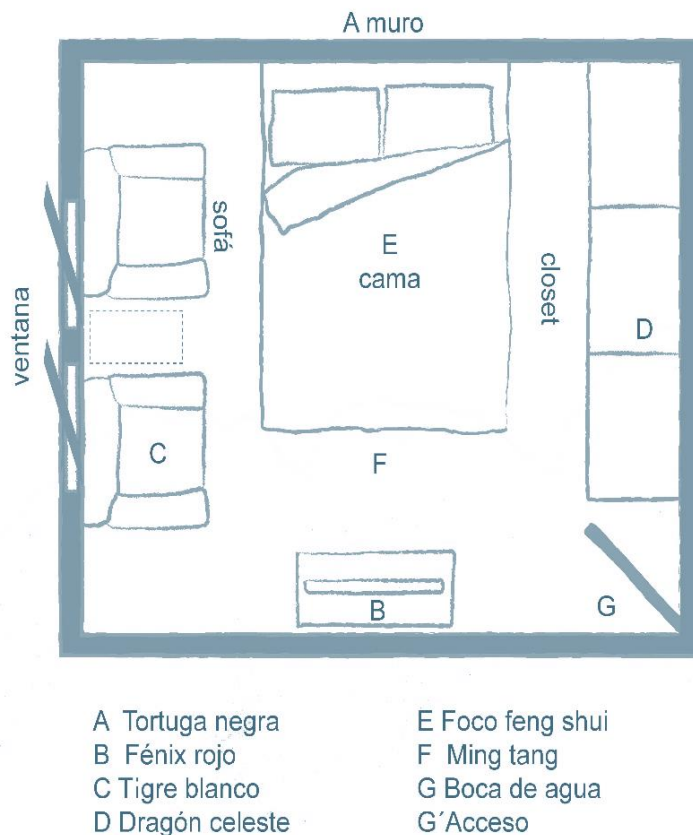 A muro
sofá
E
cama
closet
D
ventana
C
F
B
G
A Tortuga negra
B Fénix rojo
C Tigre blanco
D Dragón celeste
E Foco feng shui
F Ming tang
G Boca de agua
G´Acceso